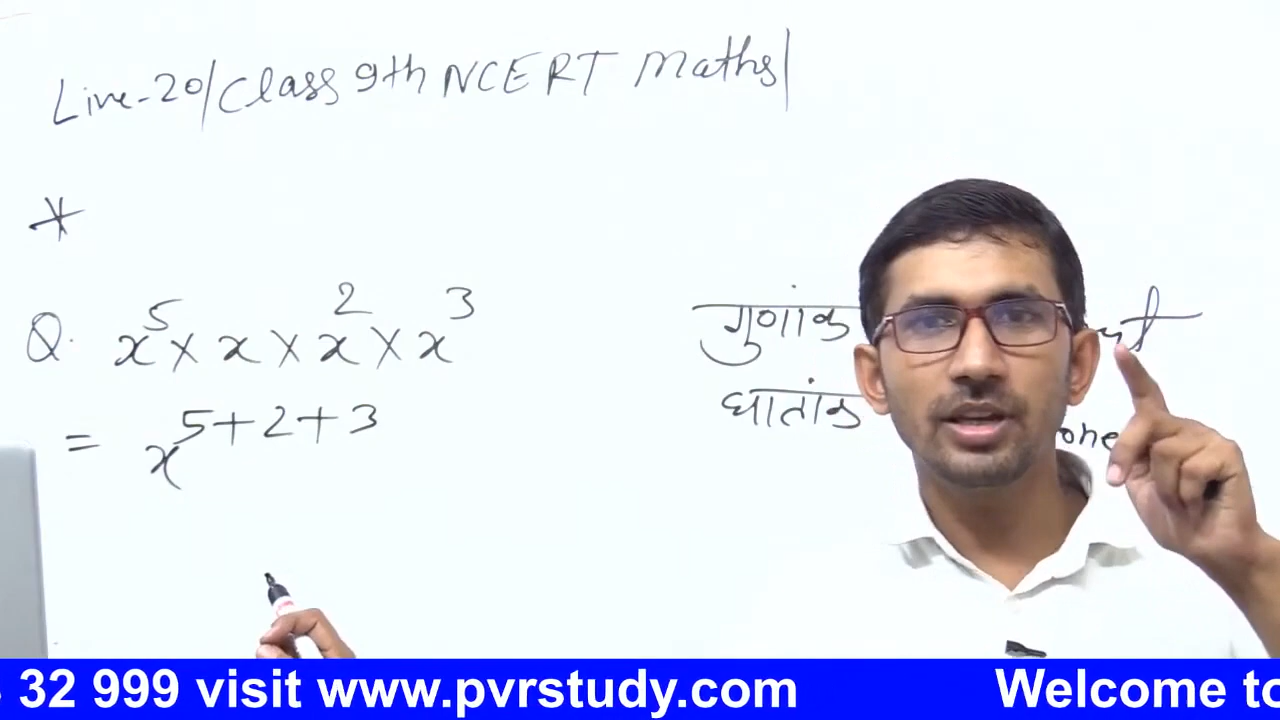 Live-20/Class 9th NCERT Maths/
*
Q. x⁵ × x × x² × x³
= x⁵⁺²⁺³
गुणांक
घातांक
32 999 visit www.pvrstudy.com Welcome to